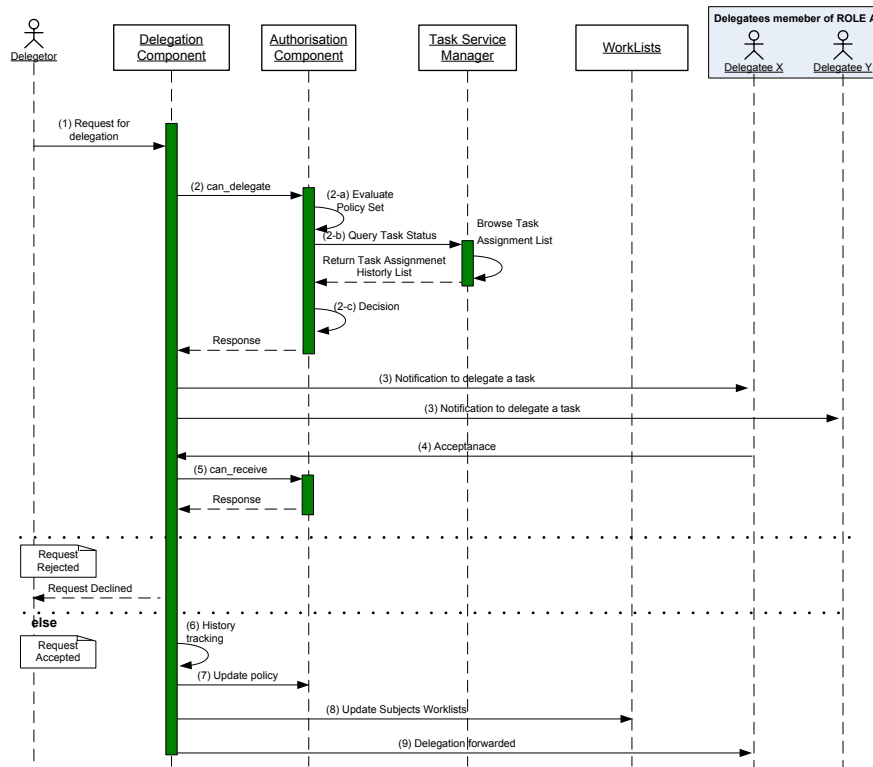 Delegatees memeber of ROLE A
Delegetor
Delegation
Component
Authorisation
Component
Task Service
Manager
WorkLists
Delegatee X
Delegatee Y
(1) Request for
delegation
(2) can_delegate
(2-a) Evaluate
Policy Set
(2-b) Query Task Status
Browse Task
Assignment List
Return Task Assignmenet
Historly List
(2-c) Decision
Response
(3) Notification to delegate a task
(3) Notification to delegate a task
(4) Acceptanace
(5) can_receive
Response
Request
Rejected
Request Declined
else
Request
Accepted
(6) History
tracking
(7) Update policy
(8) Update Subjects Worklists
(9) Delegation forwarded